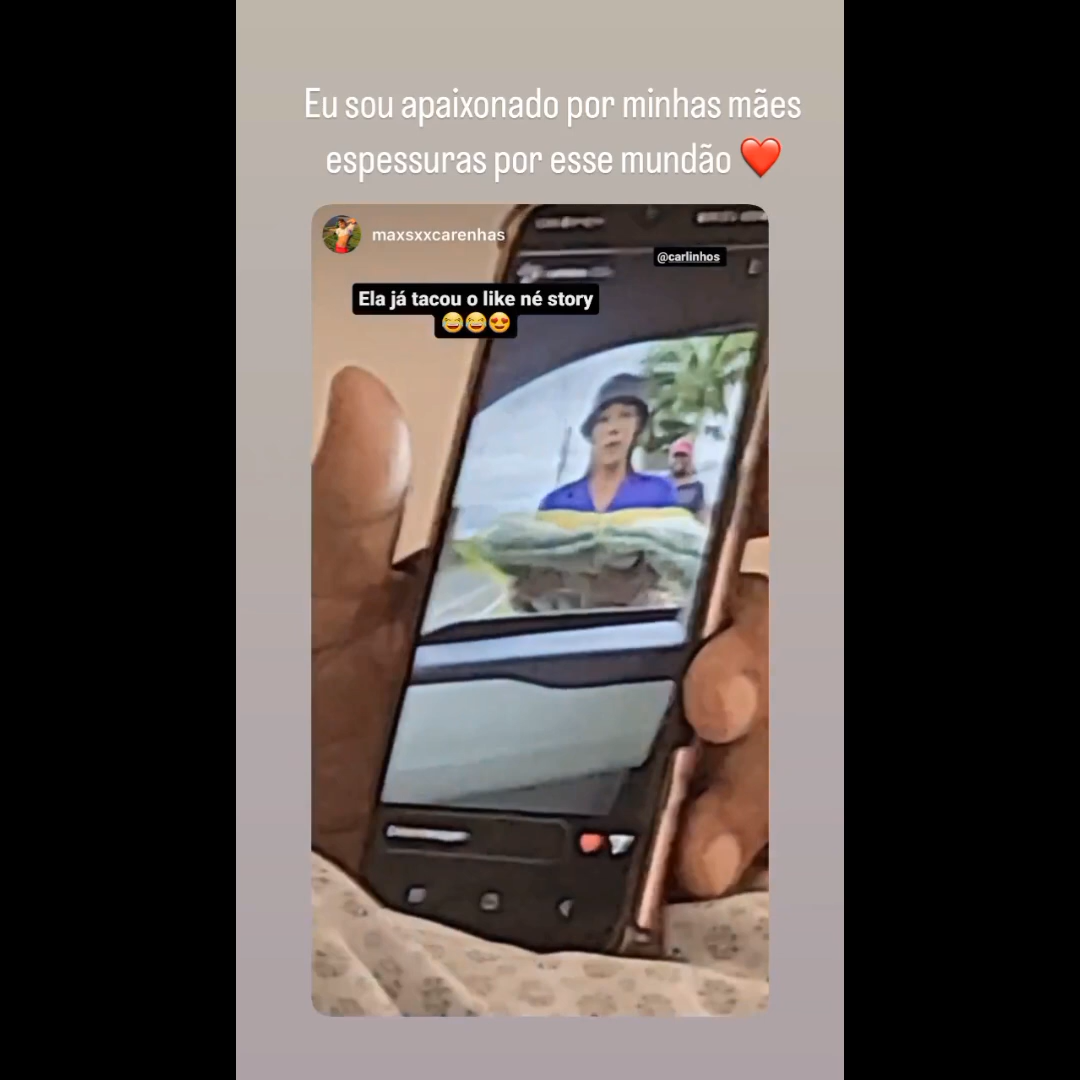 Eu sou apaixonado por minhas mães
espessuras por esse mundão ❤️
maxsxxcarenhas
@carlinhos
Ela já tacou o like né story
😂😂😍